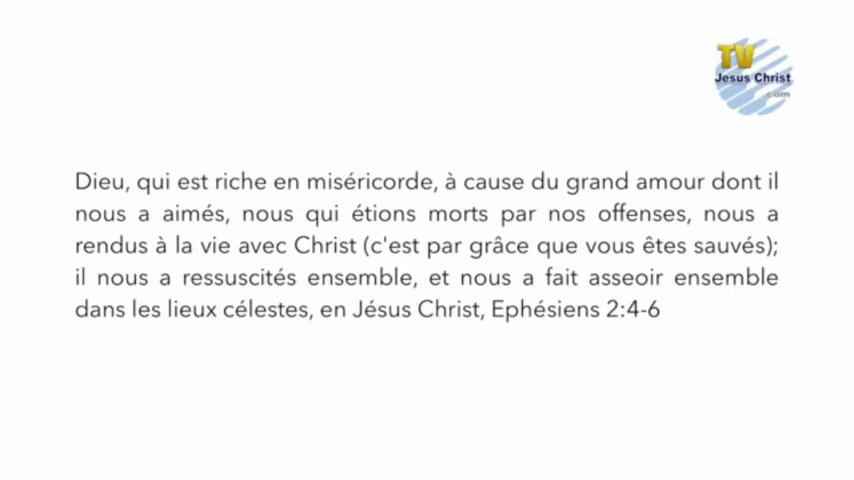 TV
Jesus Christ
.com
Dieu, qui est riche en miséricorde, à cause du grand amour dont il
nous a aimés, nous qui étions morts par nos offenses, nous a
rendus à la vie avec Christ (c'est par grâce que vous êtes sauvés);
il nous a ressuscités ensemble, et nous a fait asseoir ensemble
dans les lieux célestes, en Jésus Christ, Ephésiens 2:4-6